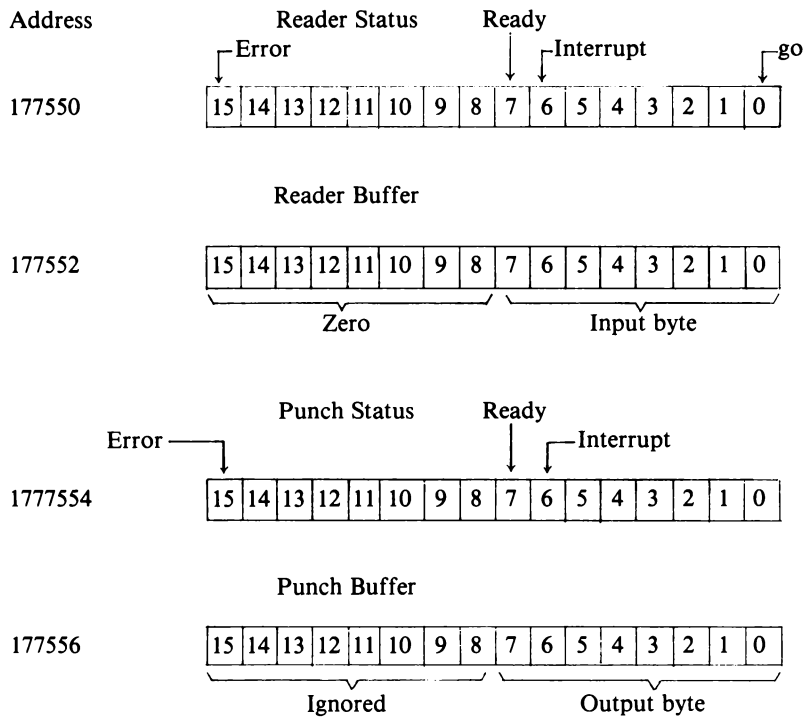 Address Reader Status Ready
Error Interrupt go
177550 15 14 13 12 11 10 9 8 7 6 5 4 3 2 1 0
Reader Buffer
177552 15 14 13 12 11 10 9 8 7 6 5 4 3 2 1 0
Zero Input byte
Punch Status Ready
Error Interrupt
1777554 15 14 13 12 11 10 9 8 7 6 5 4 3 2 1 0
Punch Buffer
177556 15 14 13 12 11 10 9 8 7 6 5 4 3 2 1 0
Ignored Output byte